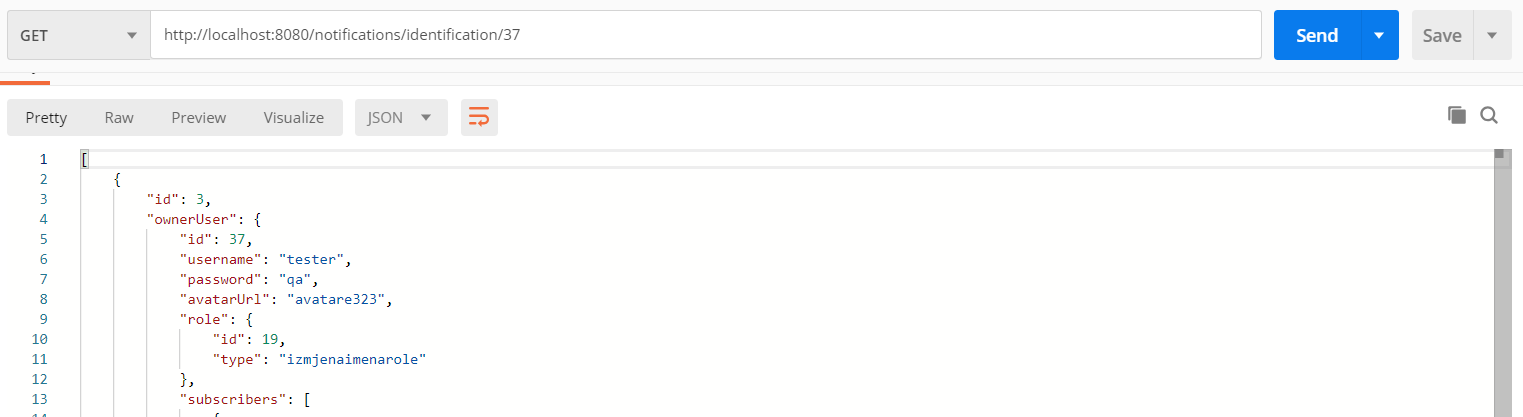 GET http://localhost:8080/notifications/identification/37 Send Save
Pretty Raw Preview Visualize JSON
1 [
2 {
3 "id": 3,
4 "ownerUser": {
5 "id": 37,
6 "username": "tester",
7 "password": "qa",
8 "avatarUrl": "avatare323",
9 "role": {
10 "id": 19,
11 "type": "izmjenaimenarole"
12 },
13 "subscribers": [
14 {